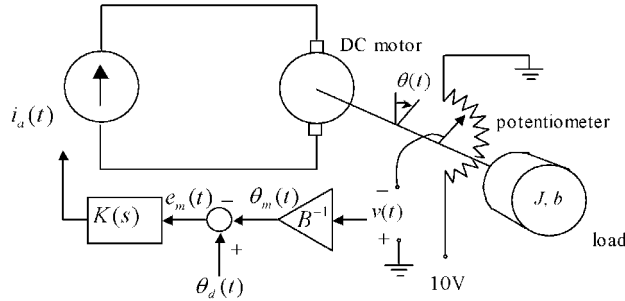 DC motor
θ(t)
i_a(t)
potentiometer
K(s)
e_m(t)
−
θ_m(t)
B⁻¹
−
v(t)
+
+
J, b
load
θ_d(t)
10V